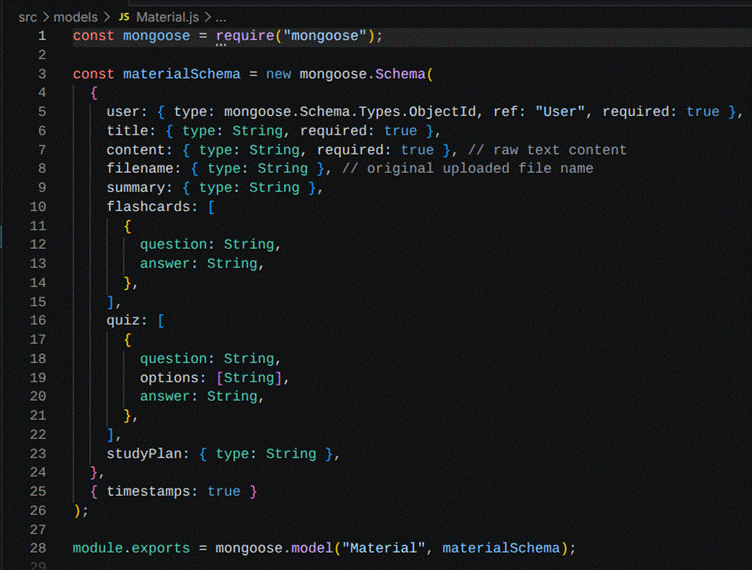 src > models > JS Material.js > ...
1 const mongoose = require("mongoose");
2
3 const materialSchema = new mongoose.Schema(
4   {
5     user: { type: mongoose.Schema.Types.ObjectId, ref: "User", required: true },
6     title: { type: String, required: true },
7     content: { type: String, required: true }, // raw text content
8     filename: { type: String }, // original uploaded file name
9     summary: { type: String },
10     flashcards: [
11       {
12         question: String,
13         answer: String,
14       },
15     ],
16     quiz: [
17       {
18         question: String,
19         options: [String],
20         answer: String,
21       },
22     ],
23     studyPlan: { type: String },
24   },
25   { timestamps: true }
26 );
27
28 module.exports = mongoose.model("Material", materialSchema);
29